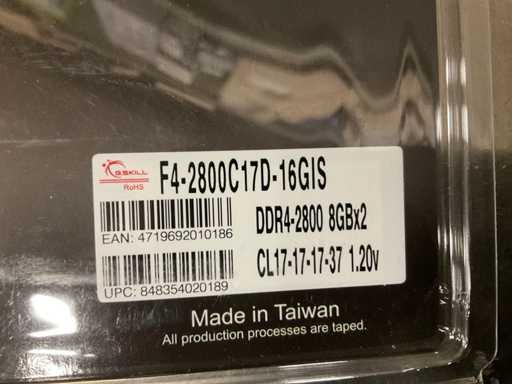 G.SKILL
RoHS
F4-2800C17D-16GIS
DDR4-2800 8GBx2
EAN: 4719692010186
CL17-17-17-37 1.20v
UPC: 848354020189
Made in Taiwan
All production processes are taped.